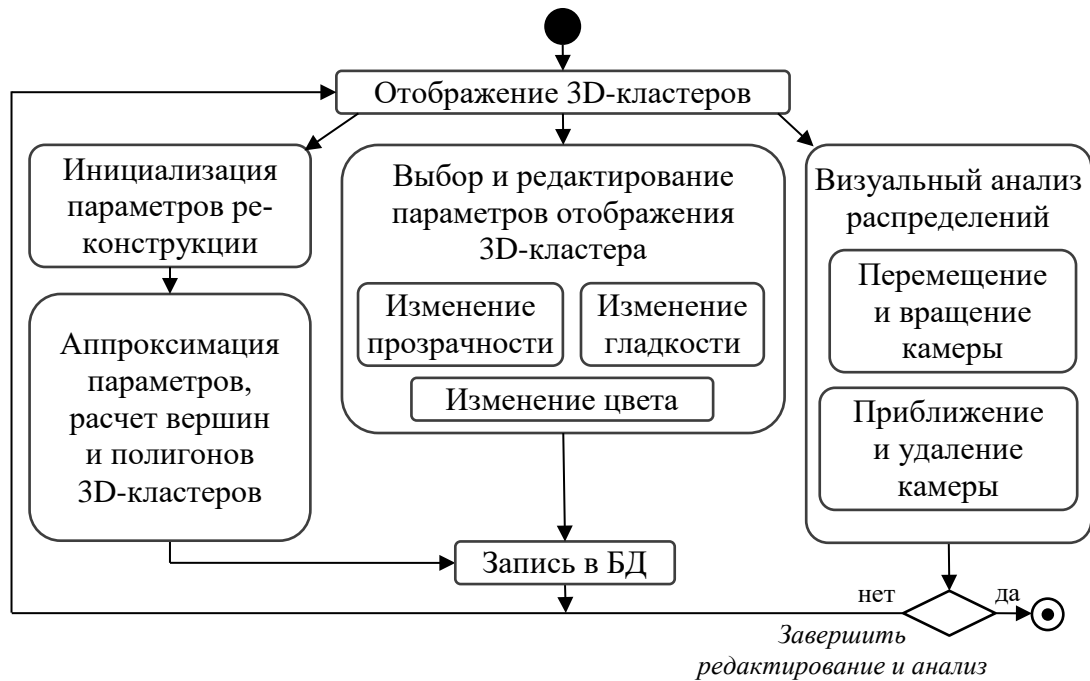 Отображение 3D-кластеров
Инициализация
параметров ре-
конструкции
Аппроксимация
параметров,
расчет вершин
и полигонов
3D-кластеров
Выбор и редактирование
параметров отображения
3D-кластера
Изменение
прозрачности
Изменение
гладкости
Изменение цвета
Визуальный анализ
распределений
Перемещение
и вращение
камеры
Приближение
и удаление
камеры
Запись в БД
нет
да
Завершить
редактирование и анализ